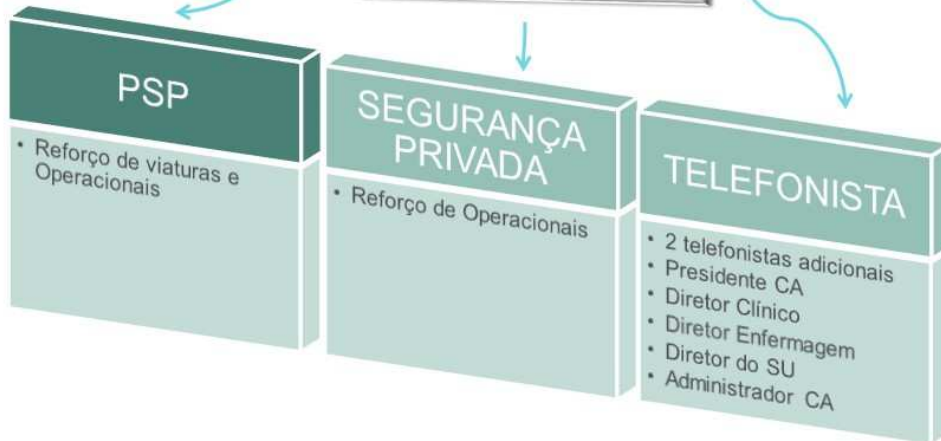 PSP
• Reforço de viaturas e
Operacionais
SEGURANÇA
PRIVADA
• Reforço de Operacionais
TELEFONISTA
• 2 telefonistas adicionais
• Presidente CA
• Diretor Clínico
• Diretor Enfermagem
• Diretor do SU
• Administrador CA